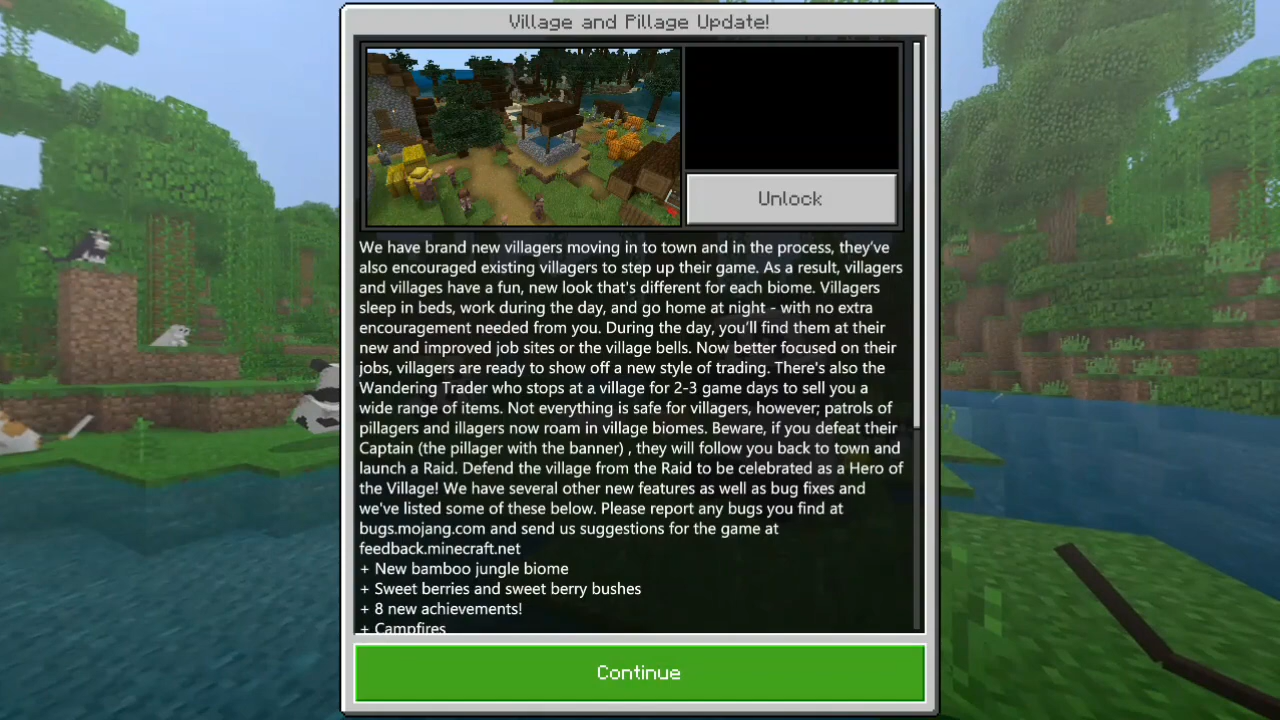 Village and Pillage Update!
Unlock
We have brand new villagers moving in to town and in the process, they've
also encouraged existing villagers to step up their game. As a result, villagers
and villages have a fun, new look that's different for each biome. Villagers
sleep in beds, work during the day, and go home at night - with no extra
encouragement needed from you. During the day, you'll find them at their
new and improved job sites or the village bells. Now better focused on their
jobs, villagers are ready to show off a new style of trading. There's also the
Wandering Trader who stops at a village for 2-3 game days to sell you a
wide range of items. Not everything is safe for villagers, however; patrols of
pillagers and illagers now roam in village biomes. Beware, if you defeat their
Captain (the pillager with the banner) , they will follow you back to town and
launch a Raid. Defend the village from the Raid to be celebrated as a Hero of
the Village! We have several other new features as well as bug fixes and
we've listed some of these below. Please report any bugs you find at
bugs.mojang.com and send us suggestions for the game at
feedback.minecraft.net
+ New bamboo jungle biome
+ Sweet berries and sweet berry bushes
+ 8 new achievements!
+ Campfires
Continue